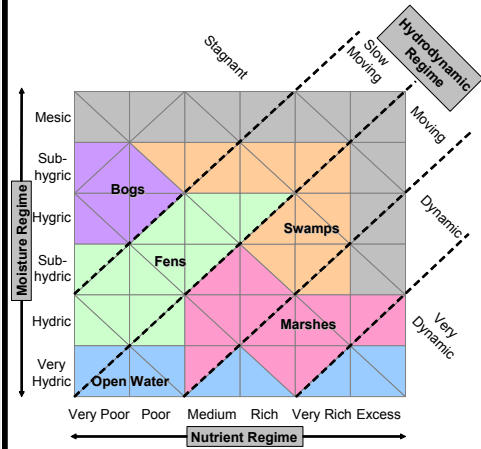 Stagnant
Slow
Moving
Hydrodynamic
Regime
Moving
Dynamic
Very
Dynamic
Moisture Regime
Mesic
Sub-
hygric
Hygric
Sub-
hydric
Hydric
Very
Hydric
Bogs
Swamps
Fens
Marshes
Open Water
Very Poor Poor Medium Rich Very Rich Excess
Nutrient Regime